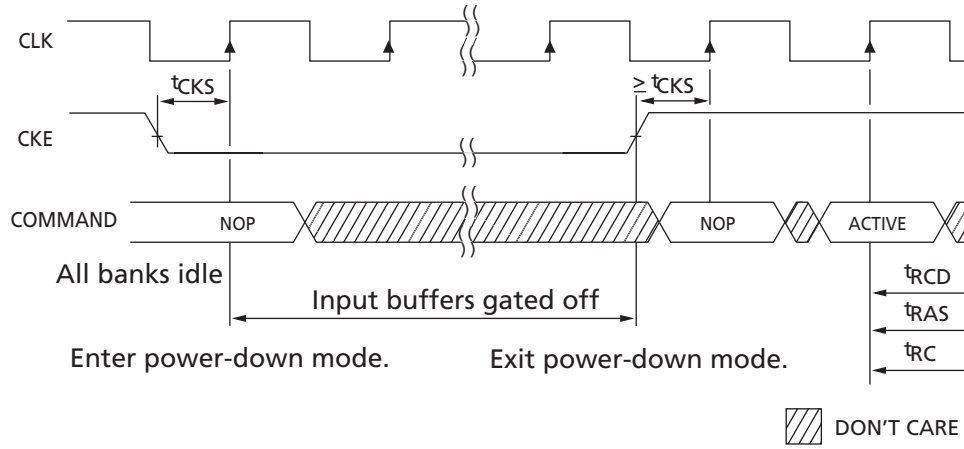 CLK
tCKS
≥ tCKS
CKE
COMMAND
NOP
NOP
ACTIVE
All banks idle
Input buffers gated off
tRCD
tRAS
tRC
Enter power-down mode.
Exit power-down mode.
DON'T CARE